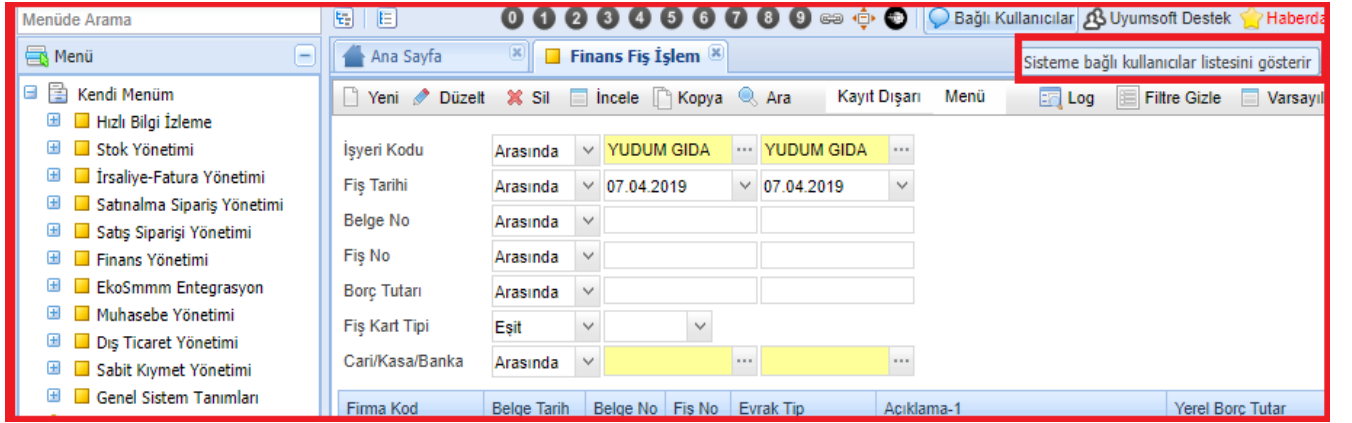 Menüde Arama
0 1 2 3 4 5 6 7 8 9 Bağlı Kullanıcılar Uyumsoft Destek
Menü
Ana Sayfa Finans Fiş İşlem
Sisteme bağlı kullanıcılar listesini gösterir
Yeni Düzelt Sil İncele Kopya Ara Kayıt Dışarı Menü Log Filtre Gizle
Kendi Menüm
Hızlı Bilgi İzleme
Stok Yönetimi
İrsaliye-Fatura Yönetimi
Satınalma Sipariş Yönetimi
Satış Siparişi Yönetimi
Finans Yönetimi
EkoSmmm Entegrasyon
Muhasebe Yönetimi
Dış Ticaret Yönetimi
Sabit Kıymet Yönetimi
Genel Sistem Tanımları
İşyeri Kodu Arasında YUDUM GIDA ... YUDUM GIDA ...
Fiş Tarihi Arasında 07.04.2019 07.04.2019
Belge No Arasında
Fiş No Arasında
Borç Tutarı Arasında
Fiş Kart Tipi Eşit
Cari/Kasa/Banka Arasında ... ...
Firma Kod Belge Tarih Belge No Fiş No Evrak Tip Açıklama-1 Yerel Borç Tutar